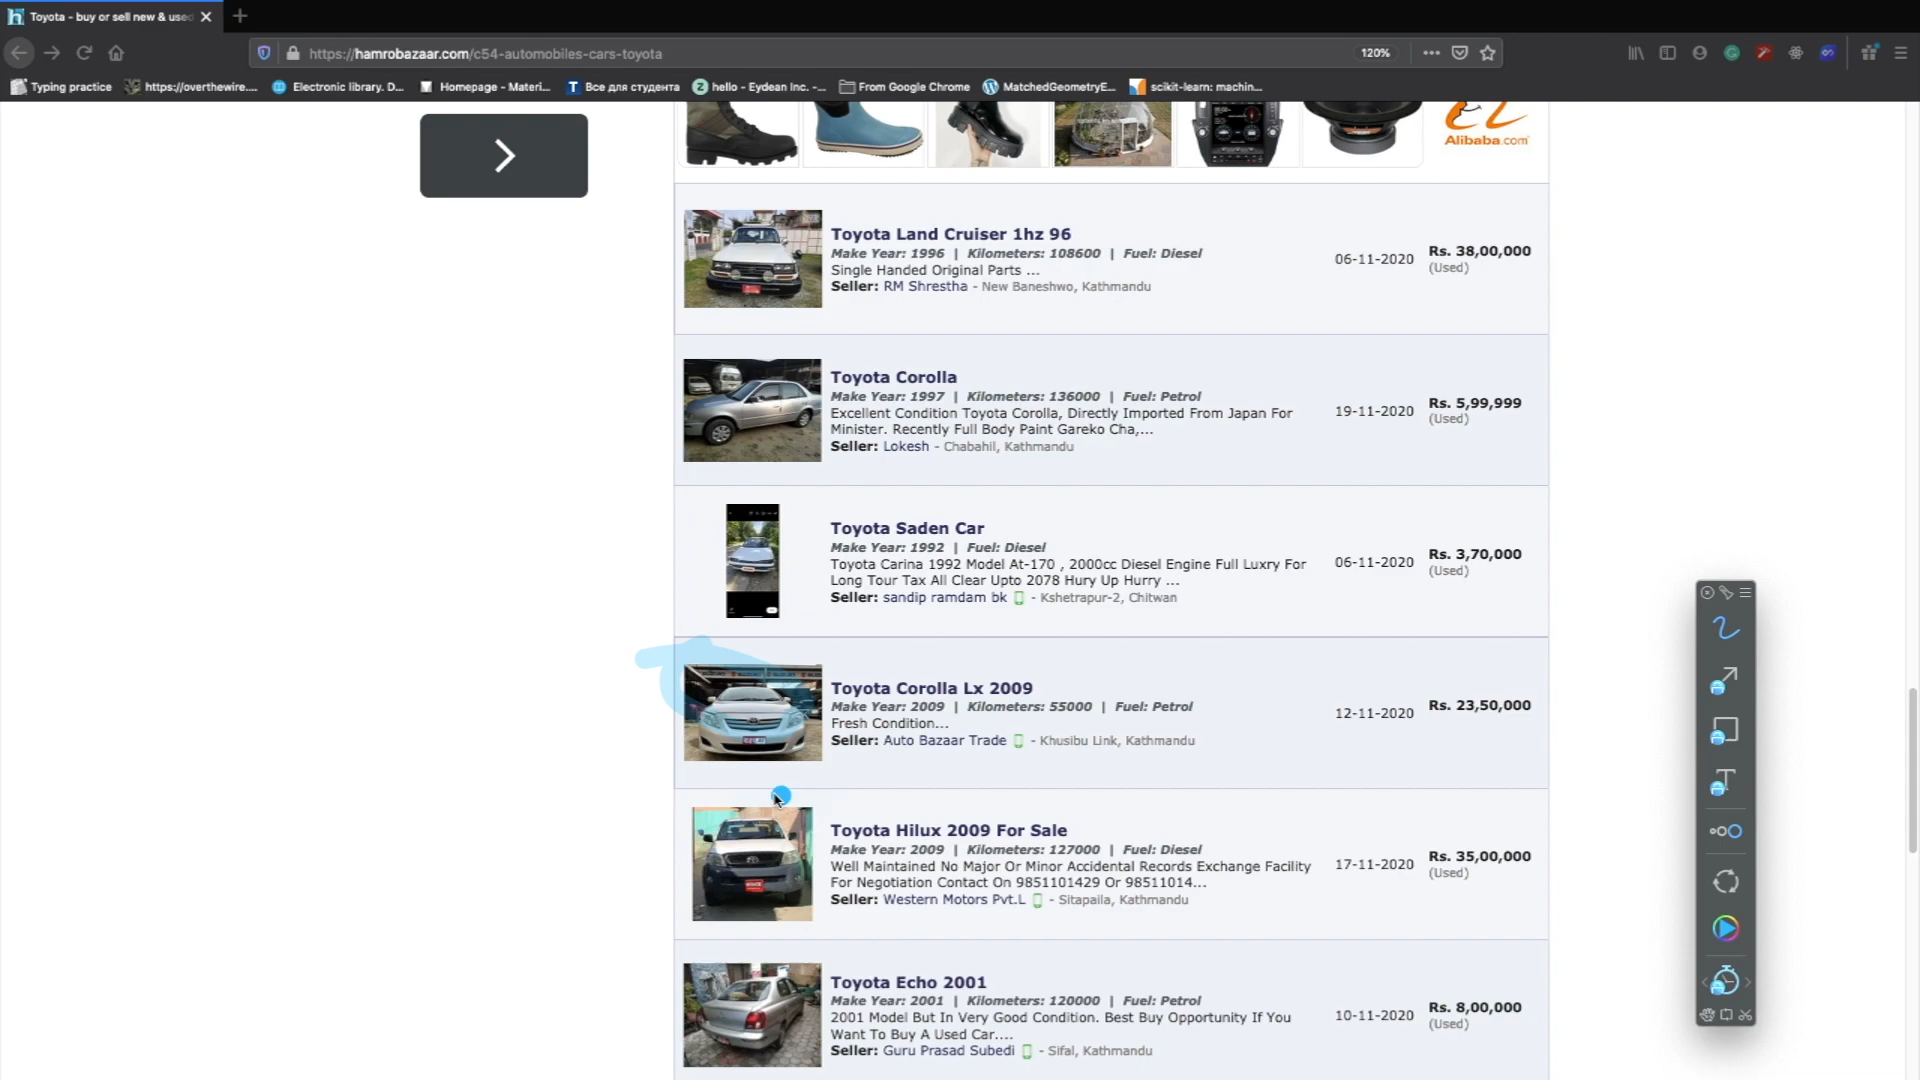 Toyota - buy or sell new & used
https://hamrobazaar.com/c54-automobiles-cars-toyota
120%
Typing practice
https://overthewire....
Electronic library. D...
Homepage - Materi...
Все для студента
hello - Eydean Inc. -...
From Google Chrome
MatchedGeometryE...
scikit-learn: machin...
Alibaba.com
Toyota Land Cruiser 1hz 96
Make Year: 1996 | Kilometers: 108600 | Fuel: Diesel
Single Handed Original Parts ...
Seller: RM Shrestha - New Baneshwo, Kathmandu
06-11-2020
Rs. 38,00,000
(Used)
Toyota Corolla
Make Year: 1997 | Kilometers: 136000 | Fuel: Petrol
Excellent Condition Toyota Corolla, Directly Imported From Japan For
Minister. Recently Full Body Paint Gareko Cha,...
Seller: Lokesh - Chabahil, Kathmandu
19-11-2020
Rs. 5,99,999
(Used)
Toyota Saden Car
Make Year: 1992 | Fuel: Diesel
Toyota Carina 1992 Model At-170 , 2000cc Diesel Engine Full Luxry For
Long Tour Tax All Clear Upto 2078 Hury Up Hurry ...
Seller: sandip ramdam bk - Kshetrapur-2, Chitwan
06-11-2020
Rs. 3,70,000
(Used)
Toyota Corolla Lx 2009
Make Year: 2009 | Kilometers: 55000 | Fuel: Petrol
Fresh Condition...
Seller: Auto Bazaar Trade - Khusibu Link, Kathmandu
12-11-2020
Rs. 23,50,000
Toyota Hilux 2009 For Sale
Make Year: 2009 | Kilometers: 127000 | Fuel: Diesel
Well Maintained No Major Or Minor Accidental Records Exchange Facility
For Negotiation Contact On 9851101429 Or 98511014...
Seller: Western Motors Pvt.L - Sitapaila, Kathmandu
17-11-2020
Rs. 35,00,000
(Used)
Toyota Echo 2001
Make Year: 2001 | Kilometers: 120000 | Fuel: Petrol
2001 Model But In Very Good Condition. Best Buy Opportunity If You
Want To Buy A Used Car....
Seller: Guru Prasad Subedi - Sifal, Kathmandu
10-11-2020
Rs. 8,00,000
(Used)